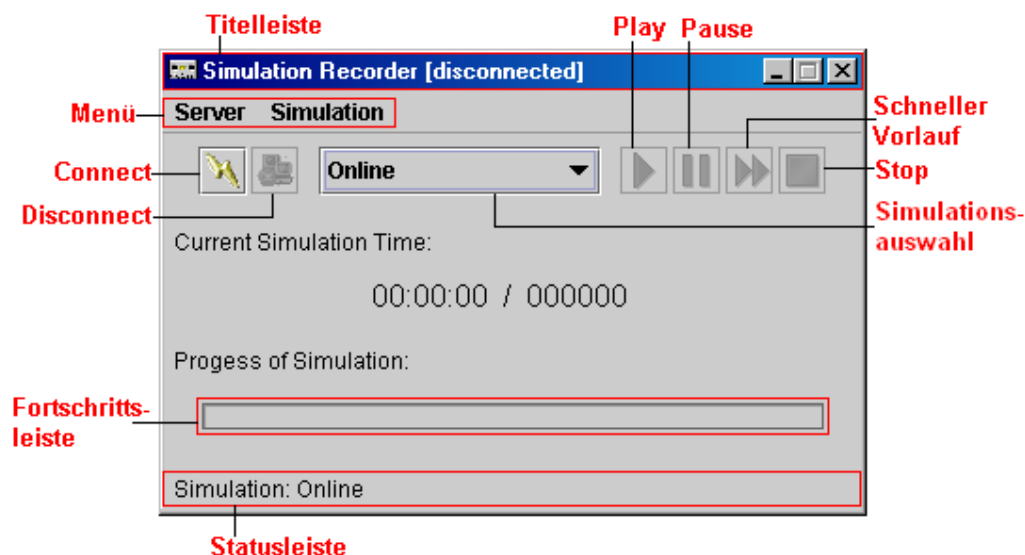 Titelleiste
Play Pause
Simulation Recorder [disconnected]
Menü
Server Simulation
Schneller
Vorlauf
Connect
Online
Stop
Disconnect
Simulations-
auswahl
Current Simulation Time:
00:00:00 / 000000
Progess of Simulation:
Fortschritts-
leiste
Simulation: Online
Statusleiste